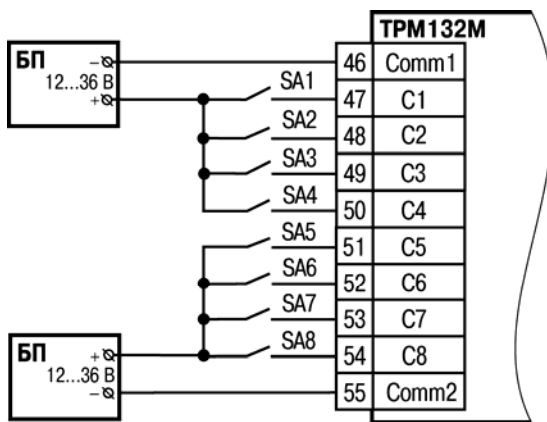 ТРМ132М
БП
–
12...36 В
+
46 Comm1
SA1
47 C1
SA2
48 C2
SA3
49 C3
SA4
50 C4
SA5
51 C5
SA6
52 C6
SA7
53 C7
SA8
54 C8
55 Comm2
БП
+
12...36 В
–